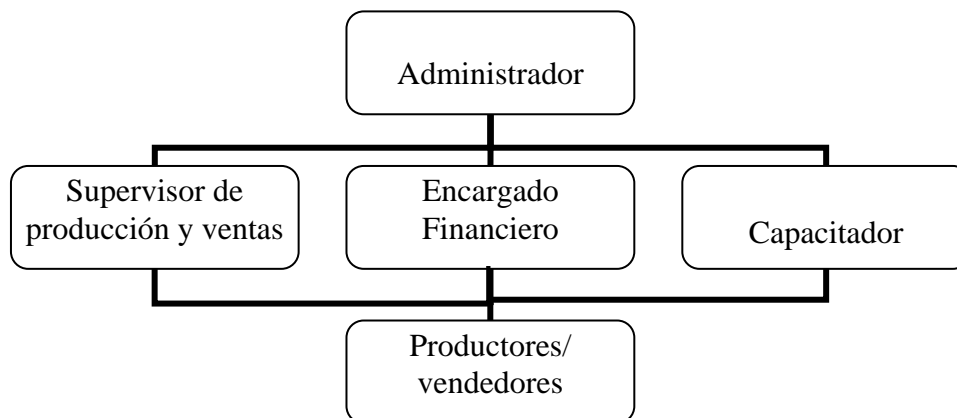 Administrador
Supervisor de
producción y ventas
Encargado
Financiero
Capacitador
Productores/
vendedores